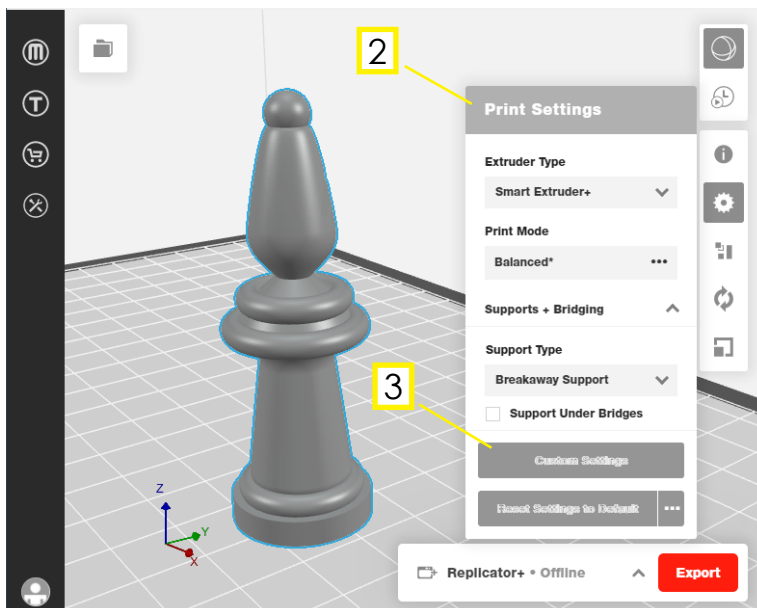 2
Print Settings
Extruder Type
Smart Extruder+
Print Mode
Balanced*
Supports + Bridging
Support Type
Breakaway Support
3
Support Under Bridges
Custom Settings
Reset Settings to Default
Z
Y
X
Replicator+ • Offline
Export
M
T
i